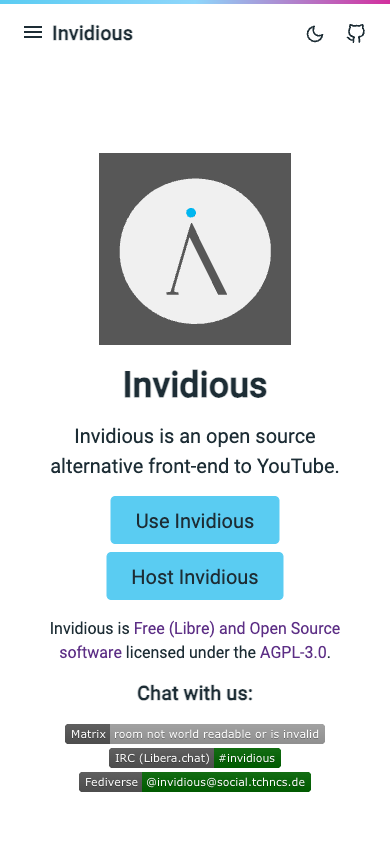 Invidious
Invidious
Invidious is an open source
alternative front-end to YouTube.
Use Invidious
Host Invidious
Invidious is Free (Libre) and Open Source
software licensed under the AGPL-3.0.
Chat with us:
Matrix room not world readable or is invalid
IRC (Libera.chat) #invidious
Fediverse @invidious@social.tchncs.de